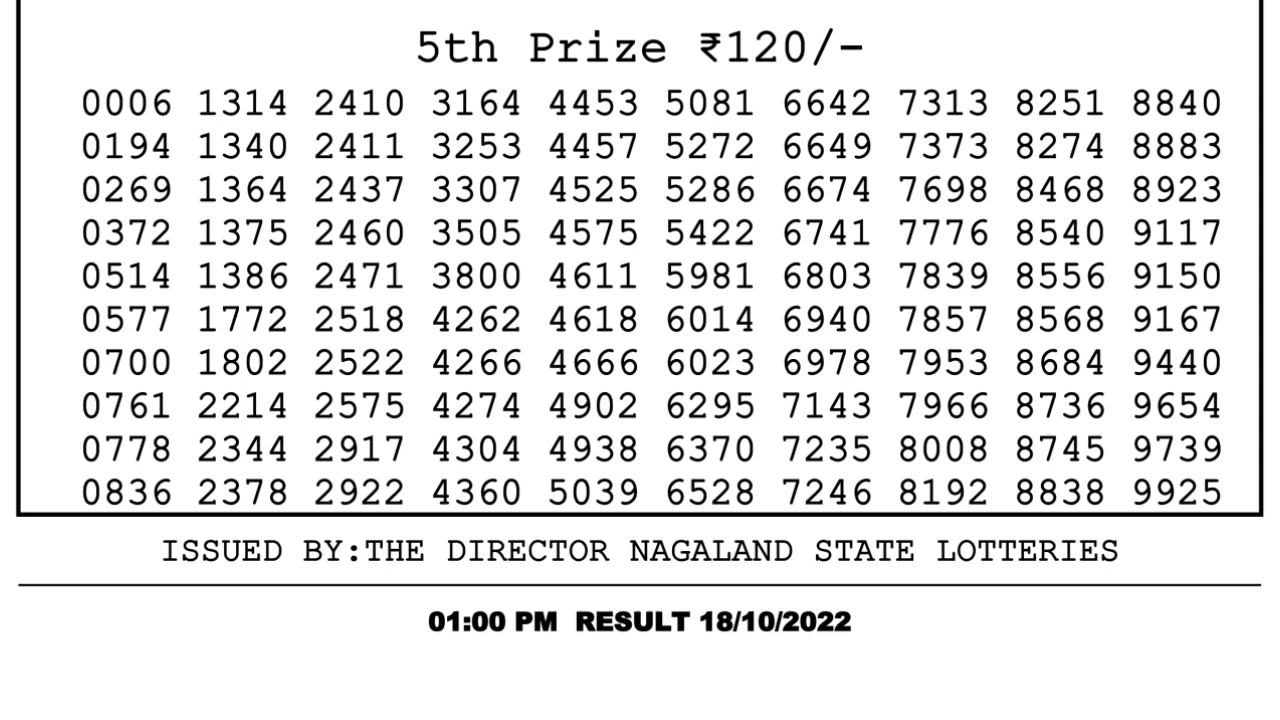 5th Prize ₹120/-
0006 1314 2410 3164 4453 5081 6642 7313 8251 8840
0194 1340 2411 3253 4457 5272 6649 7373 8274 8883
0269 1364 2437 3307 4525 5286 6674 7698 8468 8923
0372 1375 2460 3505 4575 5422 6741 7776 8540 9117
0514 1386 2471 3800 4611 5981 6803 7839 8556 9150
0577 1772 2518 4262 4618 6014 6940 7857 8568 9167
0700 1802 2522 4266 4666 6023 6978 7953 8684 9440
0761 2214 2575 4274 4902 6295 7143 7966 8736 9654
0778 2344 2917 4304 4938 6370 7235 8008 8745 9739
0836 2378 2922 4360 5039 6528 7246 8192 8838 9925
ISSUED BY:THE DIRECTOR NAGALAND STATE LOTTERIES
01:00 PM RESULT 18/10/2022